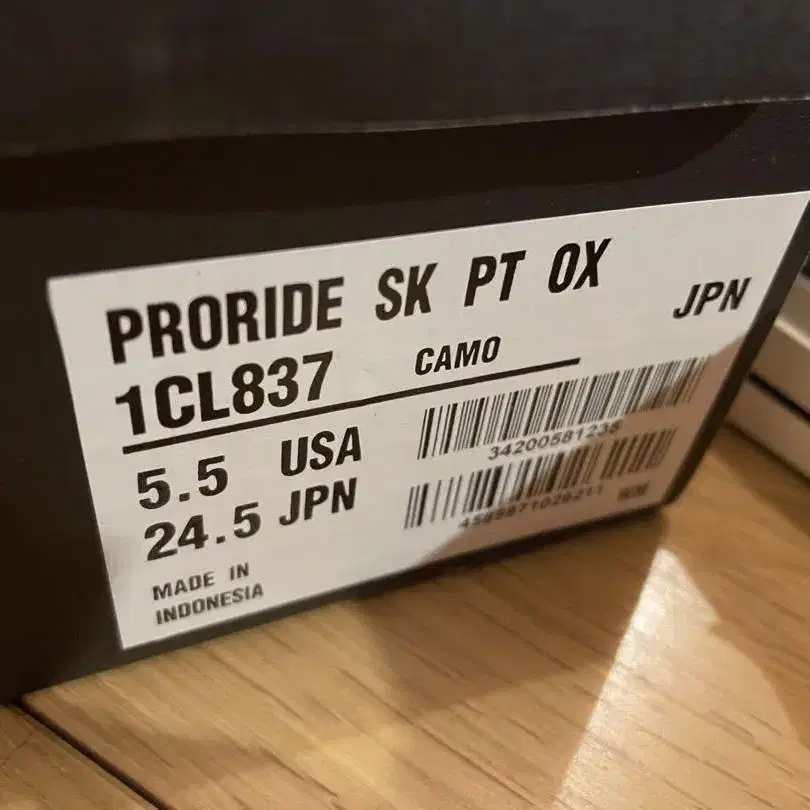 PRORIDE SK PT OX
JPN
1CL837 CAMO
5.5 USA
34200581235
24.5 JPN
MADE IN
INDONESIA